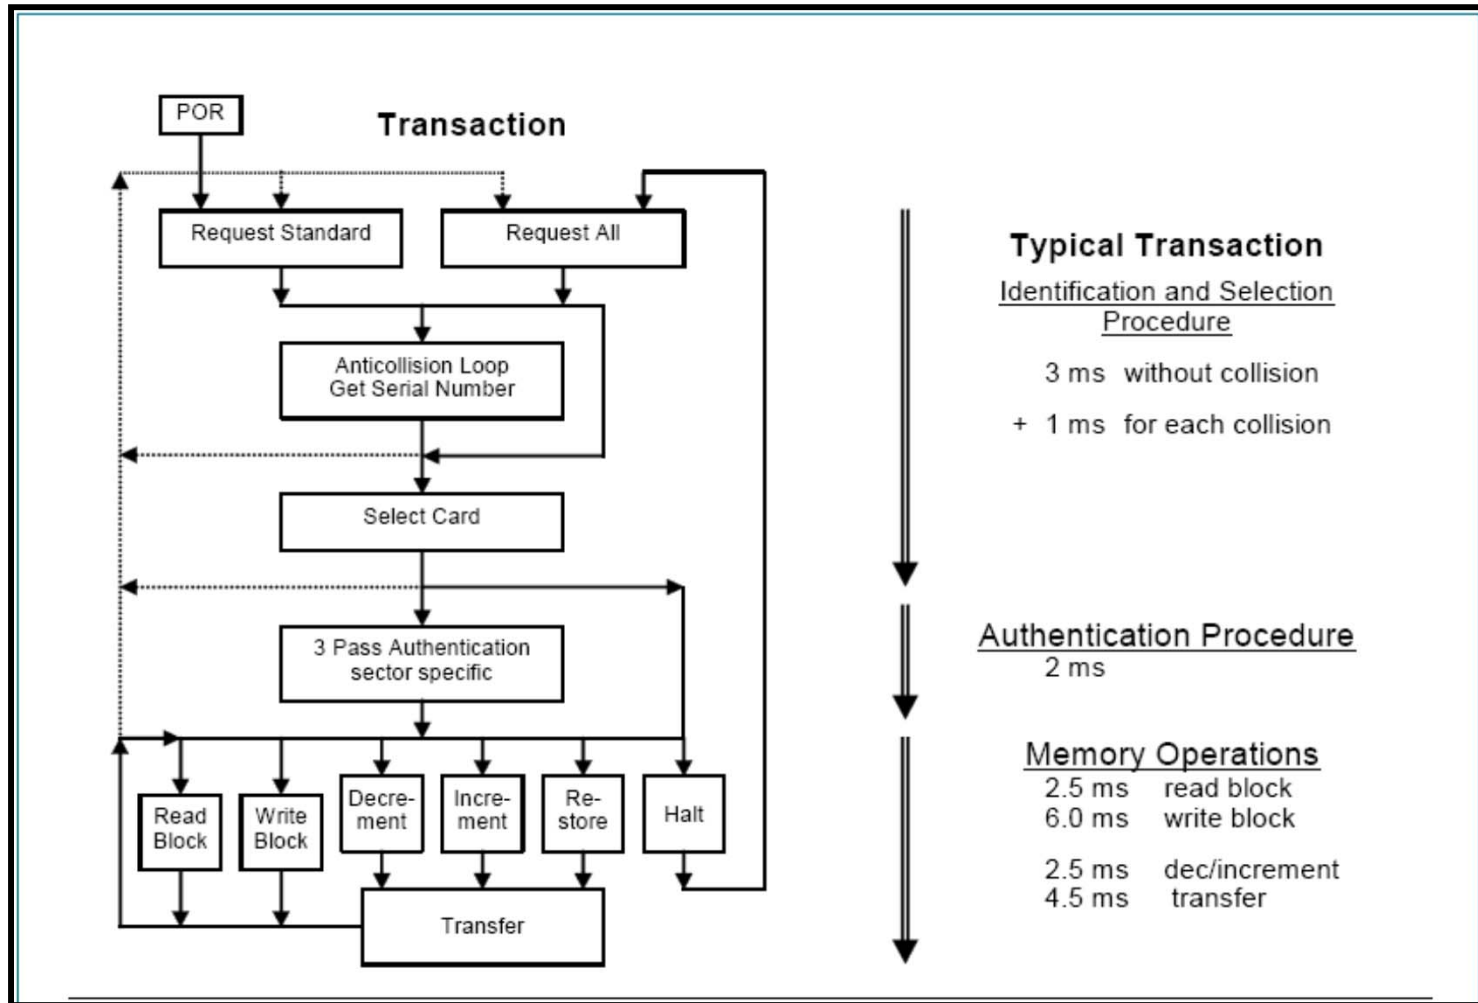 POR
Transaction
Request Standard
Request All
Anticollision Loop
Get Serial Number
Select Card
3 Pass Authentication
sector specific
Read
Block
Write
Block
Decre-
ment
Incre-
ment
Re-
store
Halt
Transfer
Typical Transaction
Identification and Selection
Procedure
3 ms without collision
+ 1 ms for each collision
Authentication Procedure
2 ms
Memory Operations
2.5 ms read block
6.0 ms write block
2.5 ms dec/increment
4.5 ms transfer